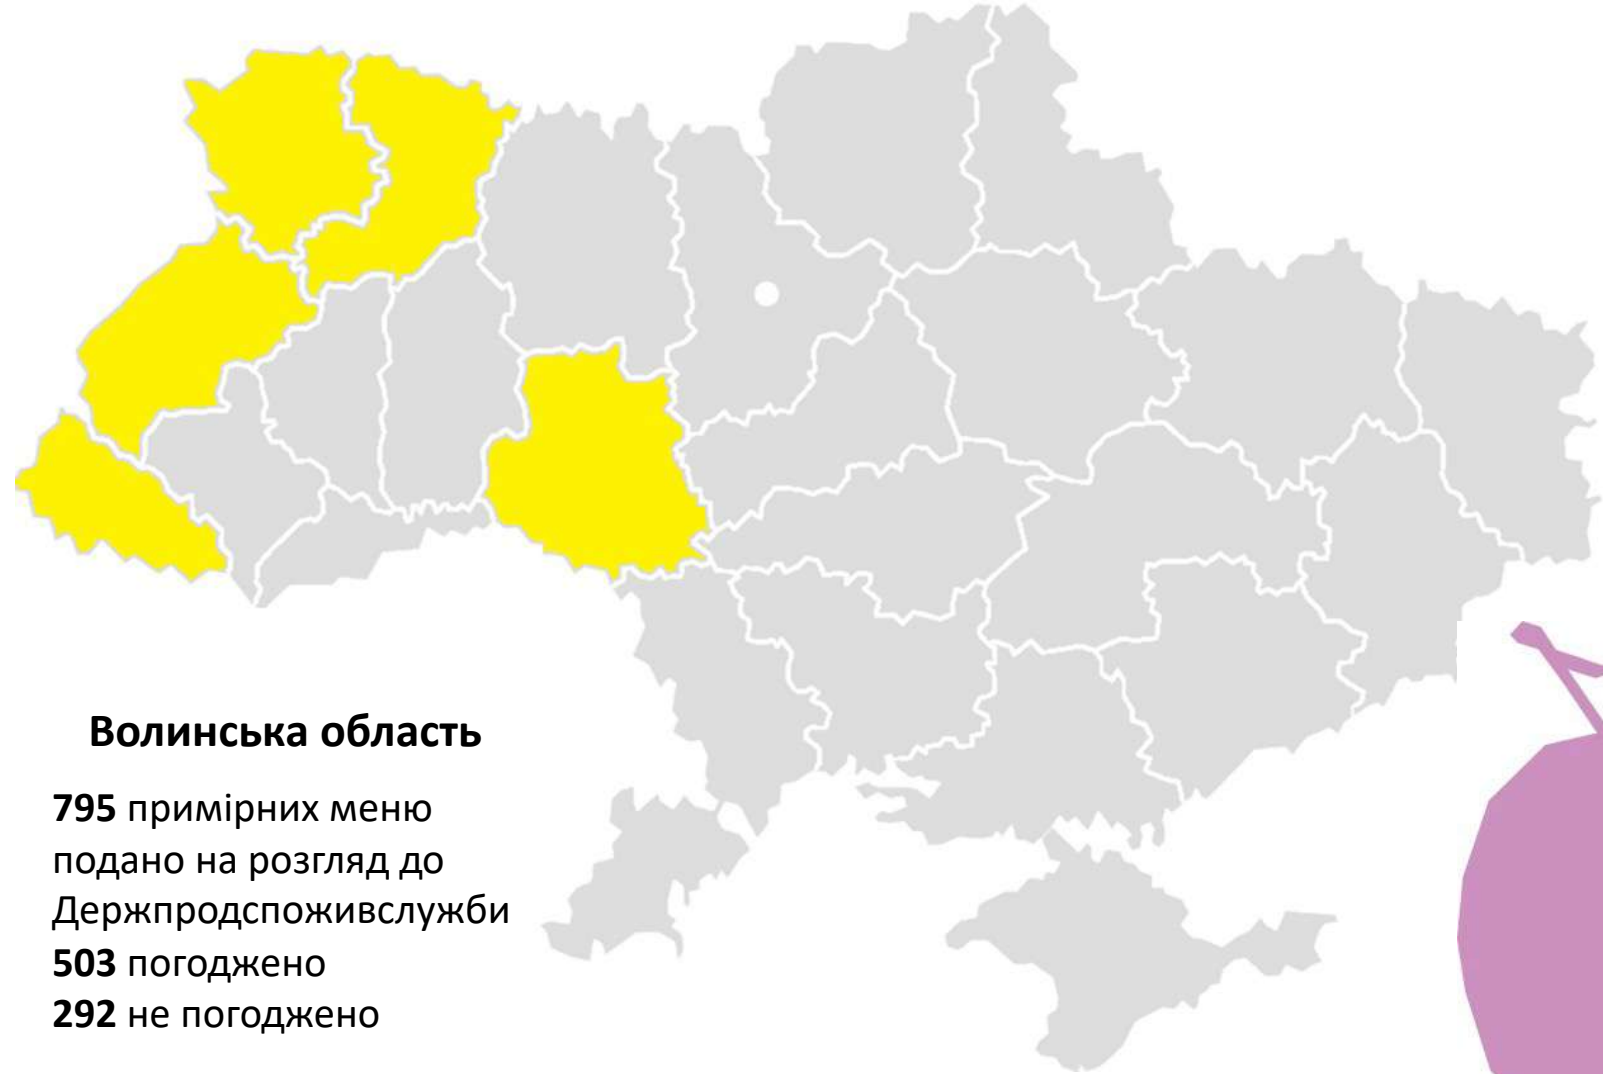 Волинська область
795 примірних меню
подано на розгляд до
Держпродспоживслужби
503 погоджено
292 не погоджено